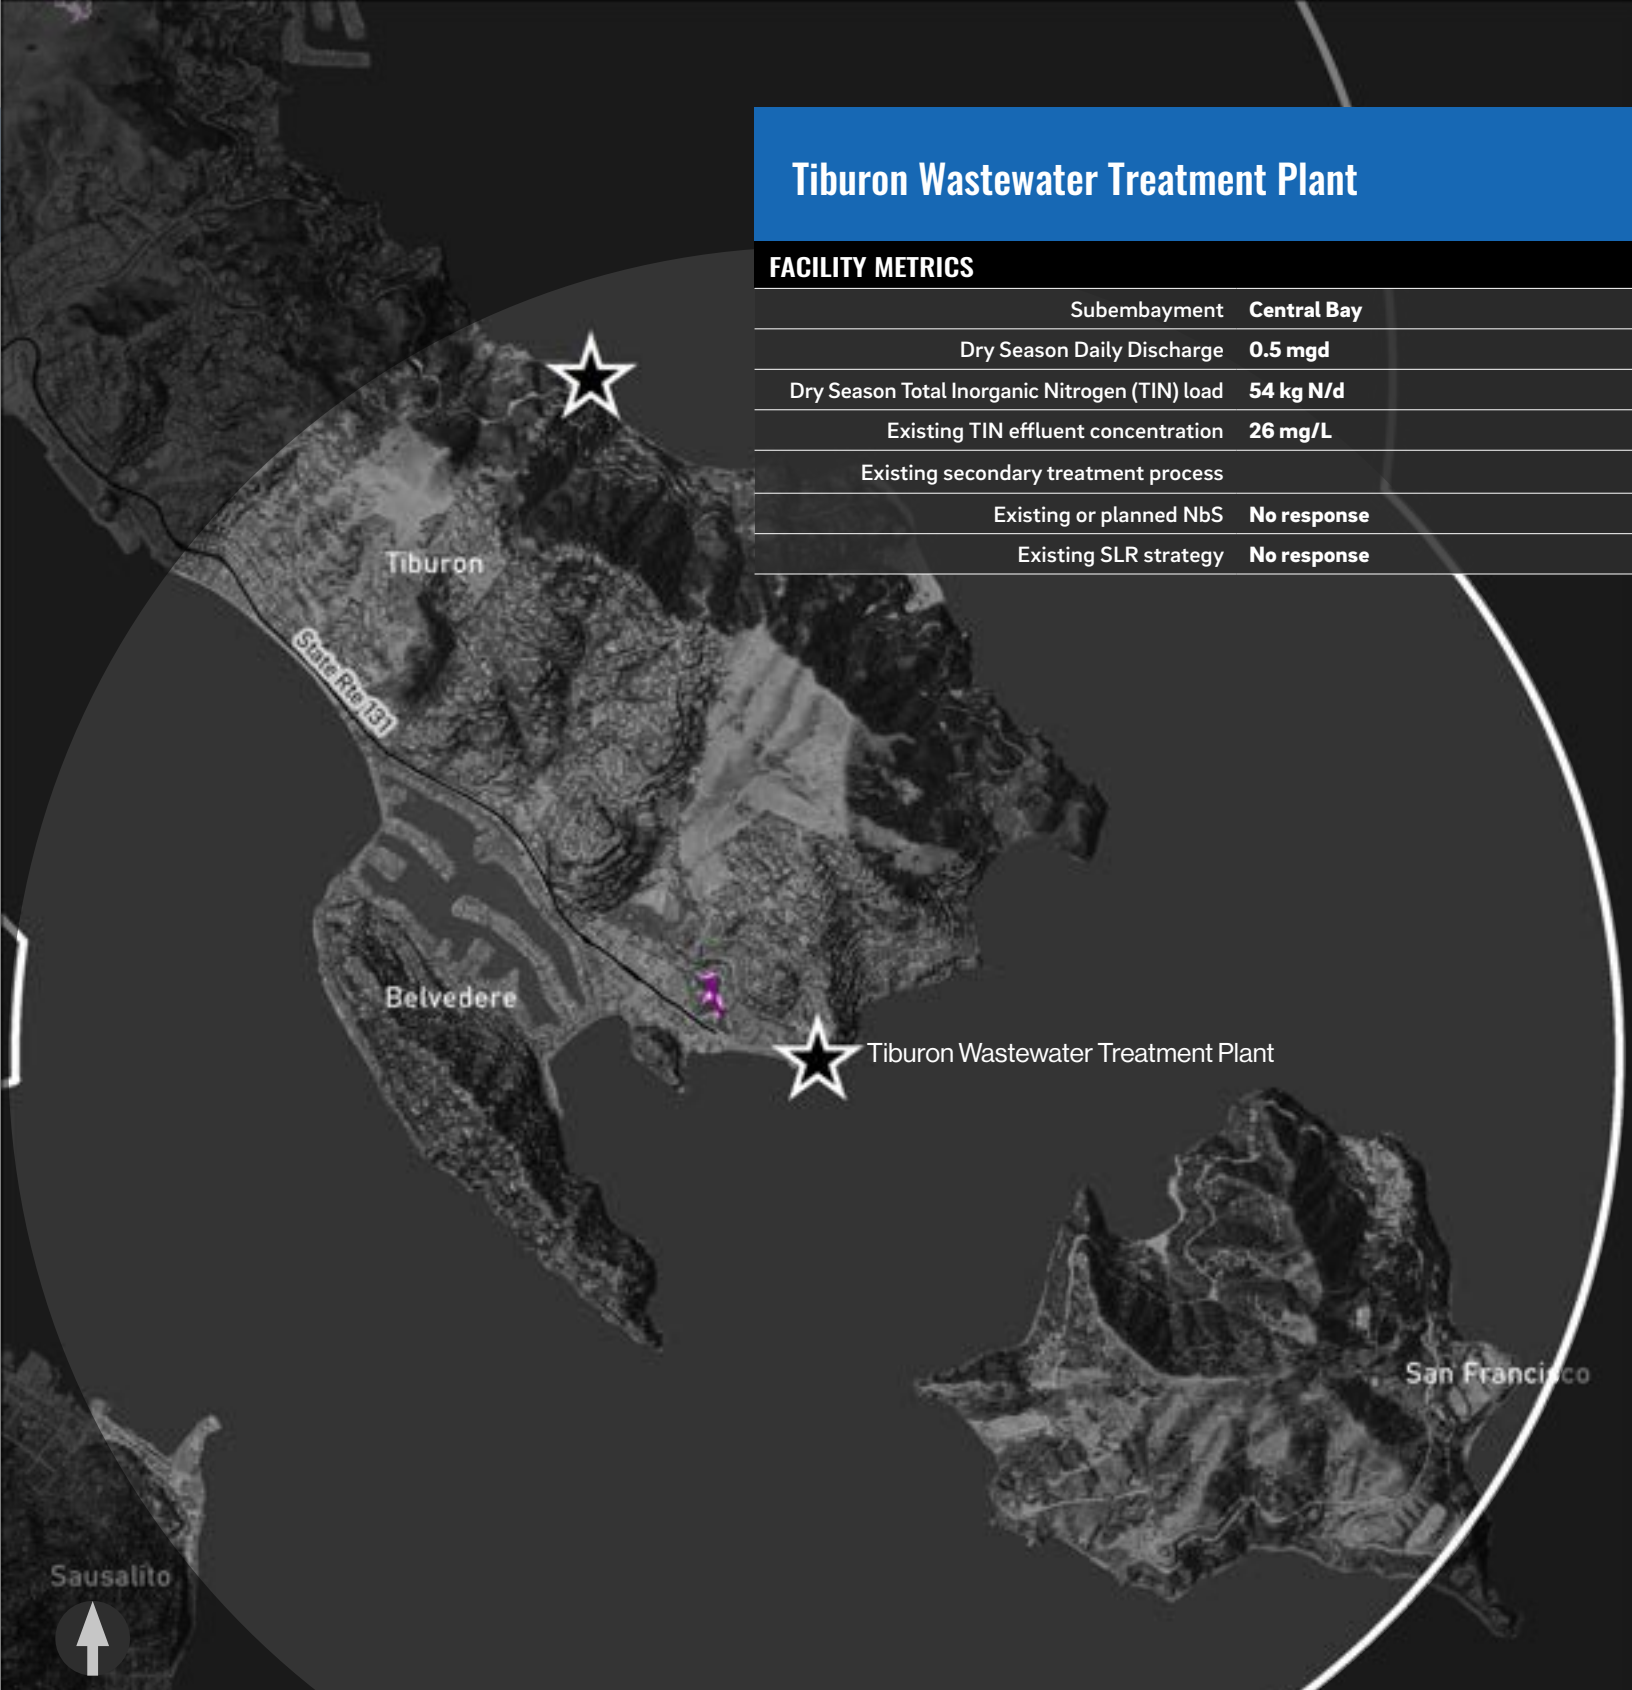 Tiburon Wastewater Treatment Plant
FACILITY METRICS
Subembayment Central Bay
Dry Season Daily Discharge 0.5 mgd
Dry Season Total Inorganic Nitrogen (TIN) load 54 kg N/d
Existing TIN effluent concentration 26 mg/L
Existing secondary treatment process
Existing or planned NbS No response
Existing SLR strategy No response
Tiburon
State Rte 131
Belvedere
Tiburon Wastewater Treatment Plant
San Francisco
Sausalito